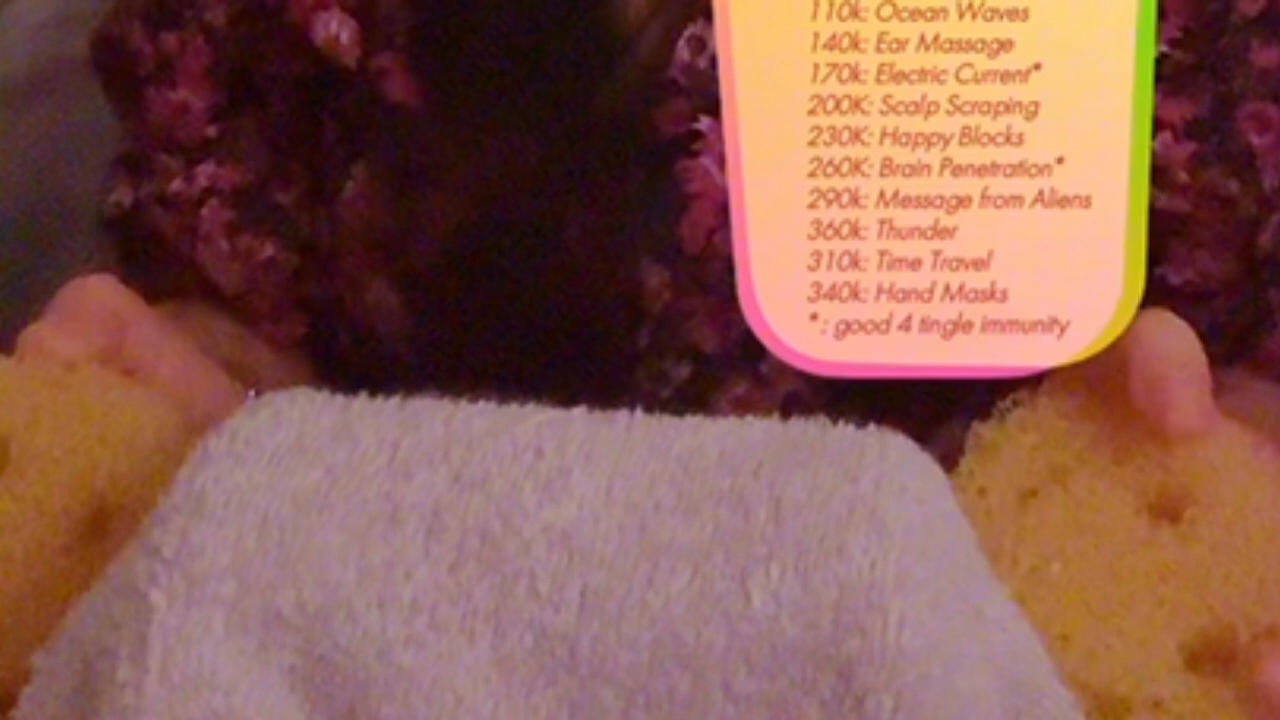 110k: Ocean Waves
140k: Ear Massage
170k: Electric Current*
200K: Scalp Scraping
230K: Happy Blocks
260K: Brain Penetration*
290k: Message from Aliens
360k: Thunder
310k: Time Travel
340k: Hand Masks
*: good 4 tingle immunity